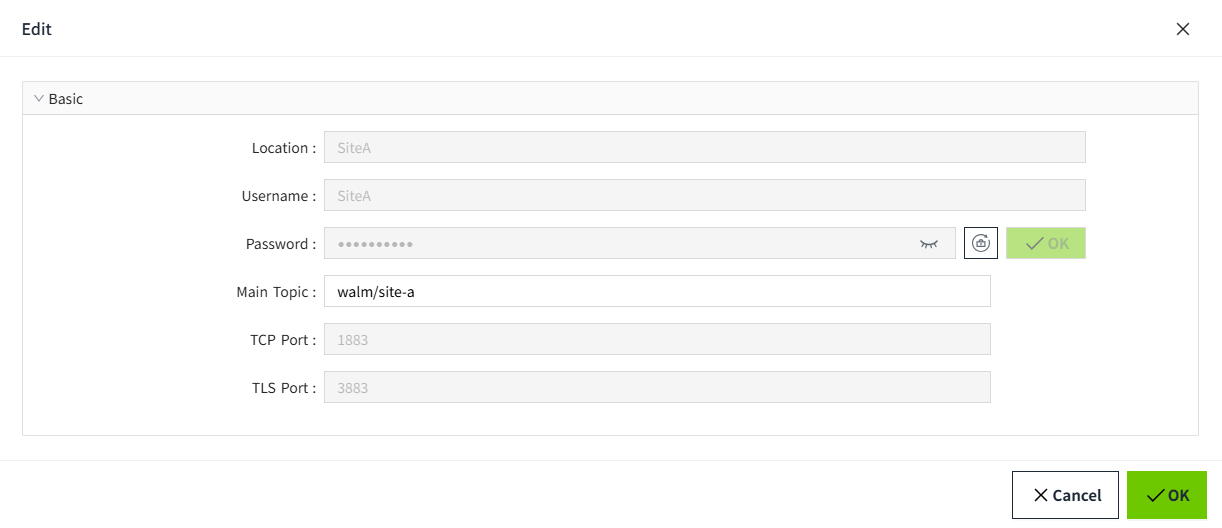 Edit
Basic
Location : SiteA
Username : SiteA
Password : •••••••••• OK
Main Topic : walm/site-a
TCP Port : 1883
TLS Port : 3883
Cancel OK